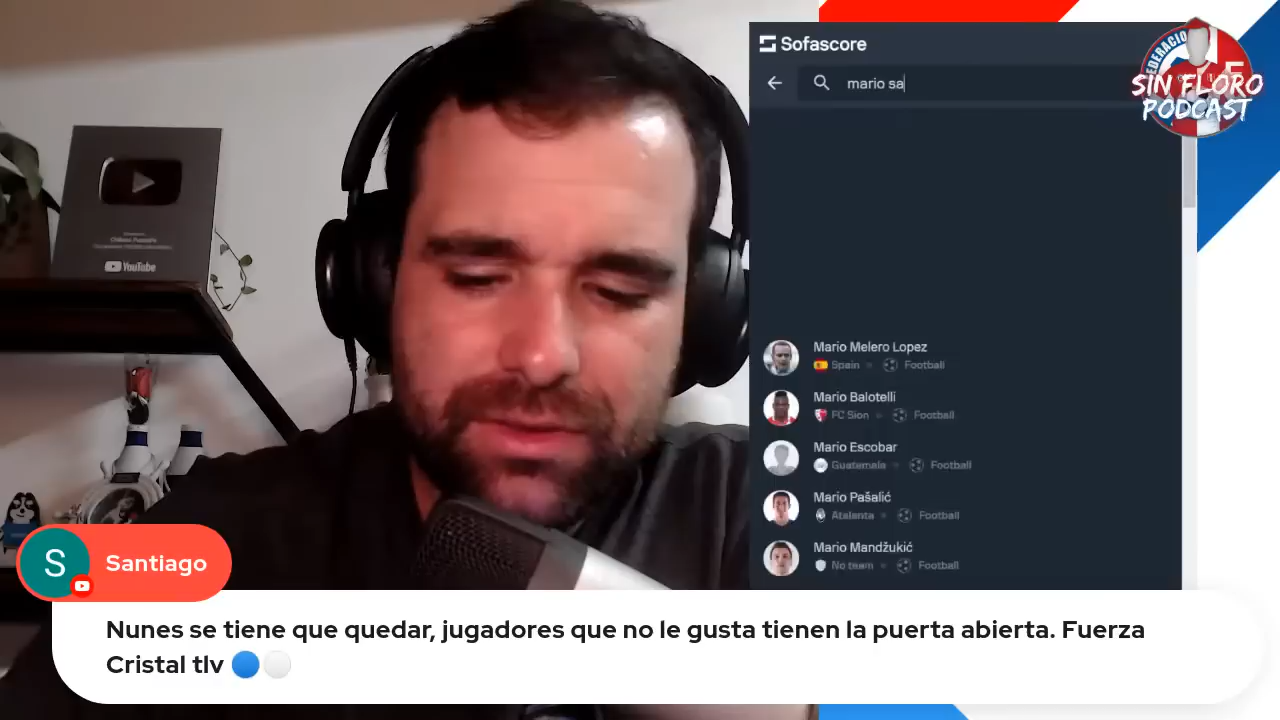 Sofascore
mario sa
FEDERACIO
SIN FLORO
PODCAST
YouTube
Mario Melero Lopez
Spain
Football
Mario Balotelli
FC Sion
Football
Mario Escobar
Guatemala
Football
Mario Pašalić
Atalanta
Football
Mario Mandžukić
No team
Football
S
Santiago
Nunes se tiene que quedar, jugadores que no le gusta tienen la puerta abierta. Fuerza
Cristal tlv